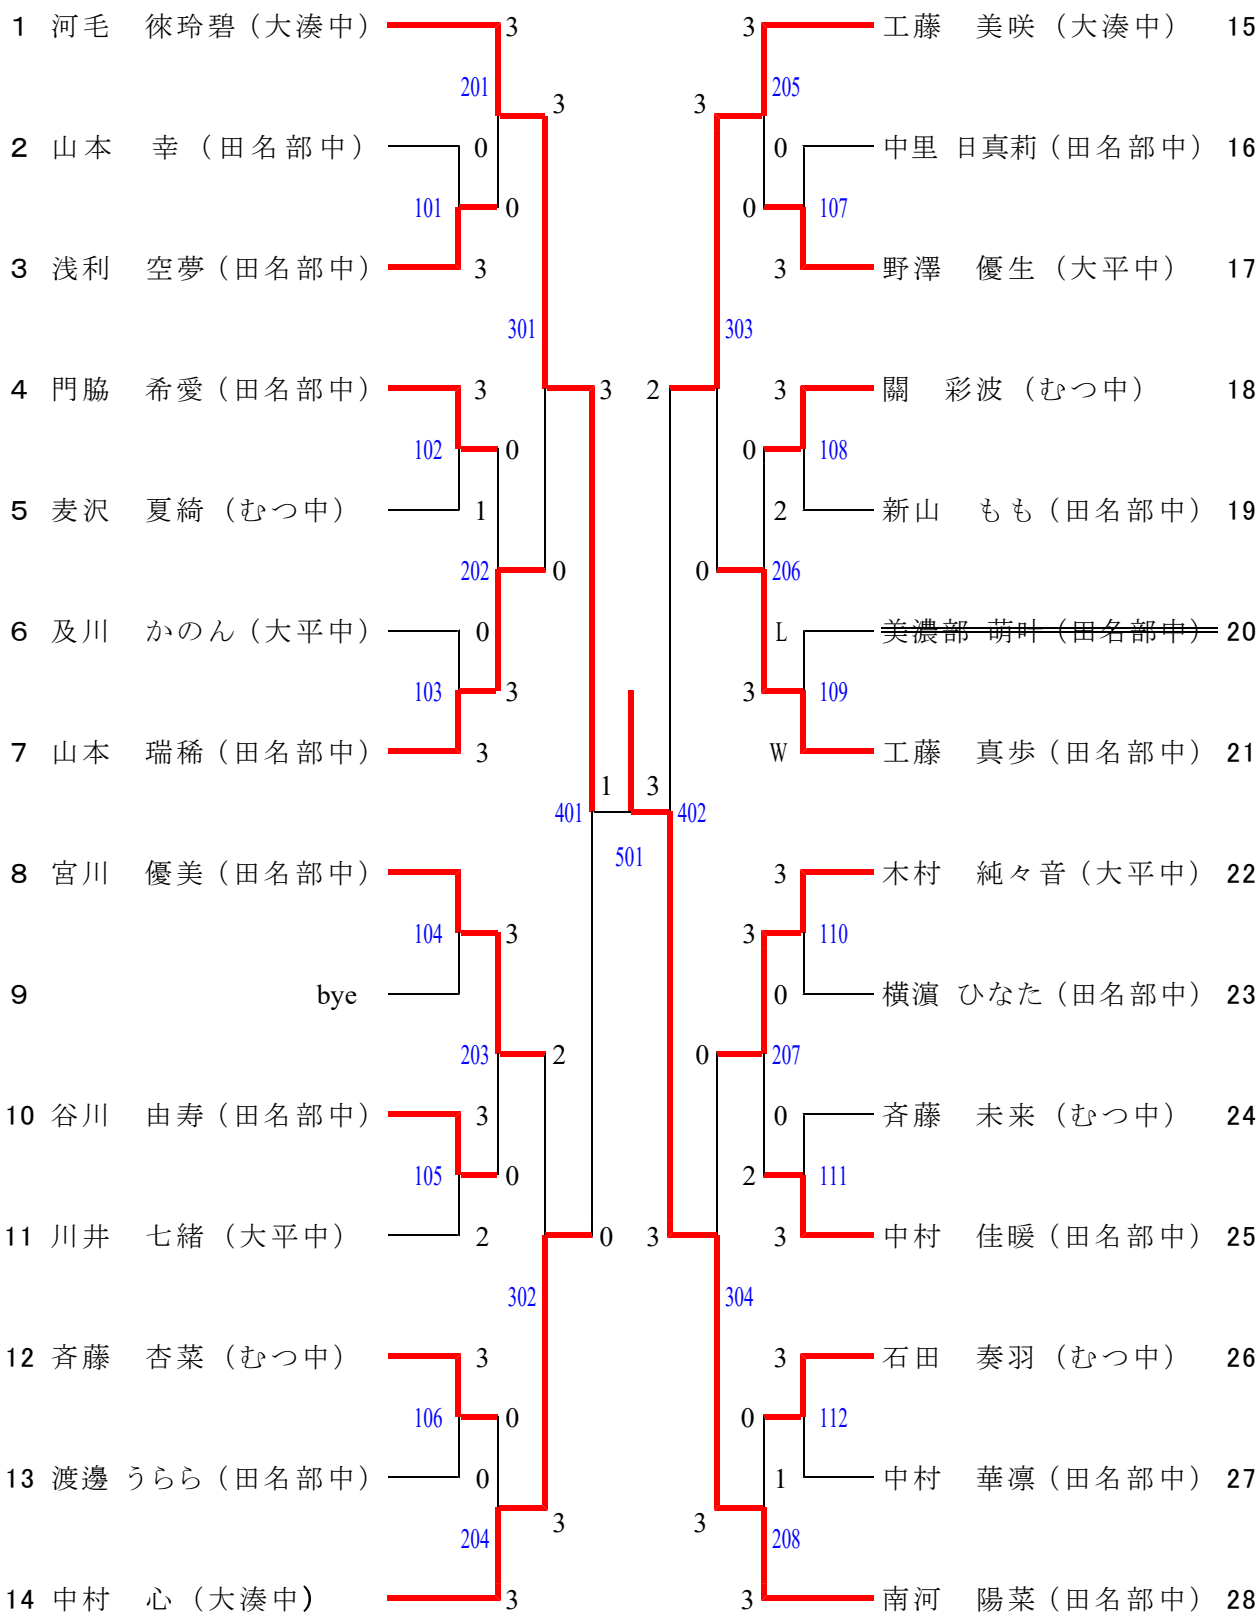 1 河毛 徠玲碧 (大湊中) 3 3 工藤 美咲 (大湊中) 15
201 205
3 3
2 山本 幸 (田名部中) 0 0 中里 日真莉 (田名部中) 16
101 0 0 107
3 浅利 空夢 (田名部中) 3 3 野澤 優生 (大平中) 17
301 303
4 門脇 希愛 (田名部中) 3 3 2 3 關 彩波 (むつ中) 18
102 0 0 108
5 麦沢 夏綺 (むつ中) 1 2 新山 もも (田名部中) 19
202 0 0 206
6 及川 かのん (大平中) 0 L 美濃部 萌叶 (田名部中) 20
103 3 3 109
7 山本 瑞稀 (田名部中) 3 W 工藤 真歩 (田名部中) 21
1 3
401 402
501
8 宮川 優美 (田名部中) 3 木村 純々音 (大平中) 22
104 3 3 110
9 bye 0 横濵 ひなた (田名部中) 23
203 2 0 207
10 谷川 由寿 (田名部中) 3 0 斉藤 未来 (むつ中) 24
105 0 2 111
11 川井 七緒 (大平中) 2 0 3 3 中村 佳暖 (田名部中) 25
302 304
12 斉藤 杏菜 (むつ中) 3 3 石田 奏羽 (むつ中) 26
106 0 0 112
13 渡邊 うらら (田名部中) 0 1 中村 華凛 (田名部中) 27
3 3
204 208
14 中村 心 (大湊中) 3 3 南河 陽菜 (田名部中) 28